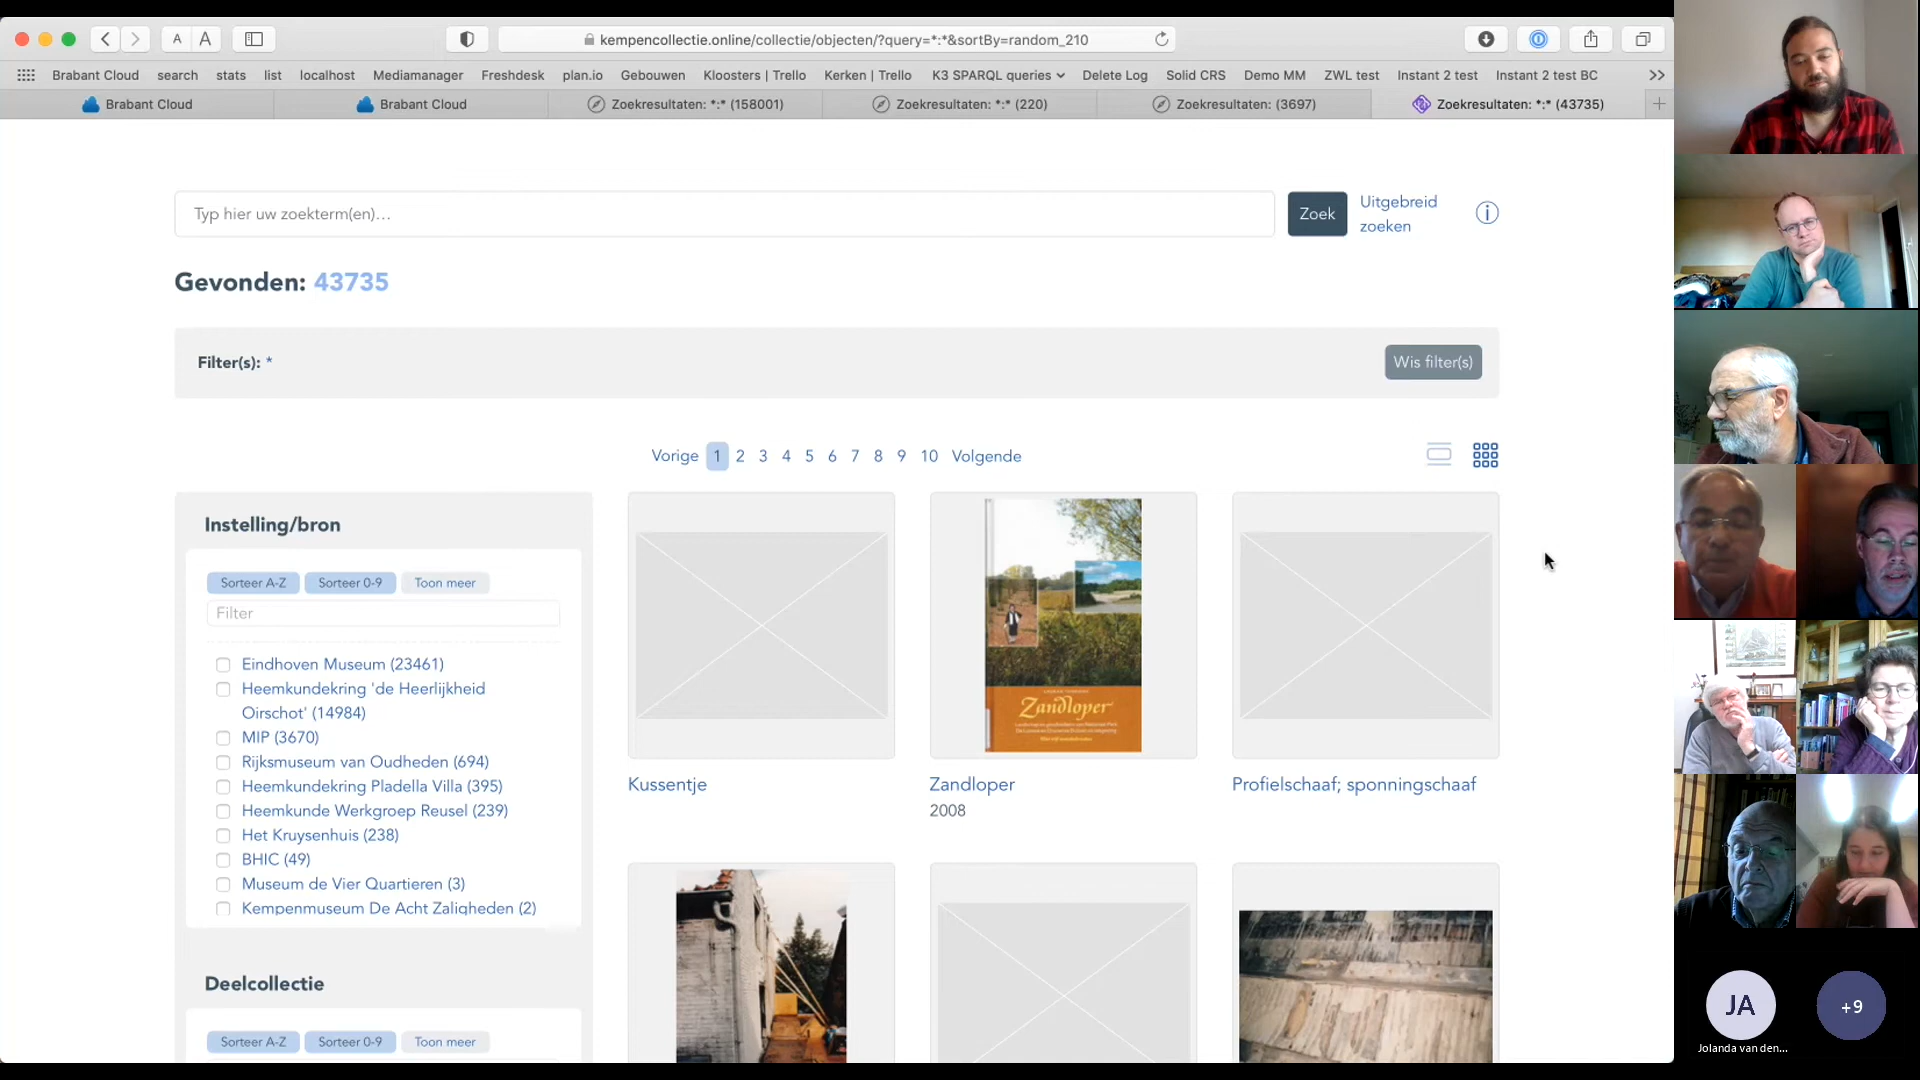 A A
kempencollectie.online/collectie/objecten/?query=*:*&sortBy=random_210
Brabant Cloud search stats list localhost Mediamanager Freshdesk plan.io Gebouwen Kloosters | Trello Kerken | Trello K3 SPARQL queries Delete Log Solid CRS Demo MM ZWL test Instant 2 test Instant 2 test BC
Brabant Cloud Brabant Cloud Zoekresultaten: *:* (158001) Zoekresultaten: *:* (220) Zoekresultaten: (3697) Zoekresultaten: *:* (43735)
Typ hier uw zoekterm(en)...
Zoek
Uitgebreid
zoeken
Gevonden: 43735
Filter(s): *
Wis filter(s)
Vorige 1 2 3 4 5 6 7 8 9 10 Volgende
Instelling/bron
Sorteer A-Z Sorteer 0-9 Toon meer
Filter
Eindhoven Museum (23461)
Heemkundekring 'de Heerlijkheid
Oirschot' (14984)
MIP (3670)
Rijksmuseum van Oudheden (694)
Heemkundekring Pladella Villa (395)
Heemkunde Werkgroep Reusel (239)
Het Kruysenhuis (238)
BHIC (49)
Museum de Vier Quartieren (3)
Kempenmuseum De Acht Zaligheden (2)
Deelcollectie
Sorteer A-Z Sorteer 0-9 Toon meer
Zandloper
Kussentje
Zandloper
2008
Profielschaaf; sponningschaaf
JA
Jolanda van den...
+9